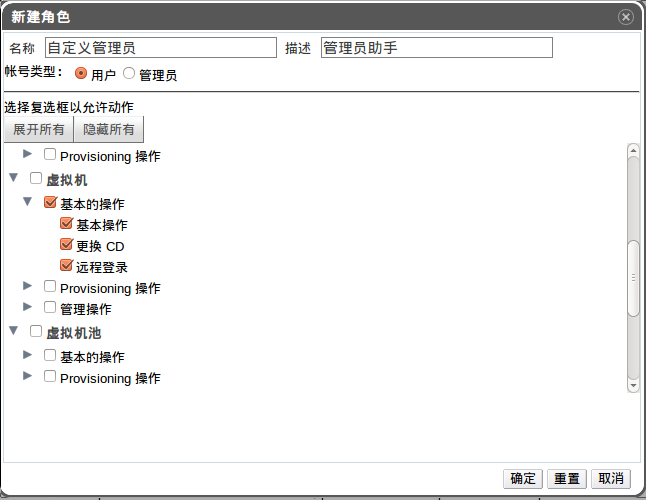 新建角色
名称 自定义管理员 描述 管理员助手
帐号类型: 用户 管理员
选择复选框以允许动作
展开所有 隐藏所有
Provisioning 操作
虚拟机
基本的操作
基本操作
更换 CD
远程登录
Provisioning 操作
管理操作
虚拟机池
基本的操作
Provisioning 操作
确定 重置 取消